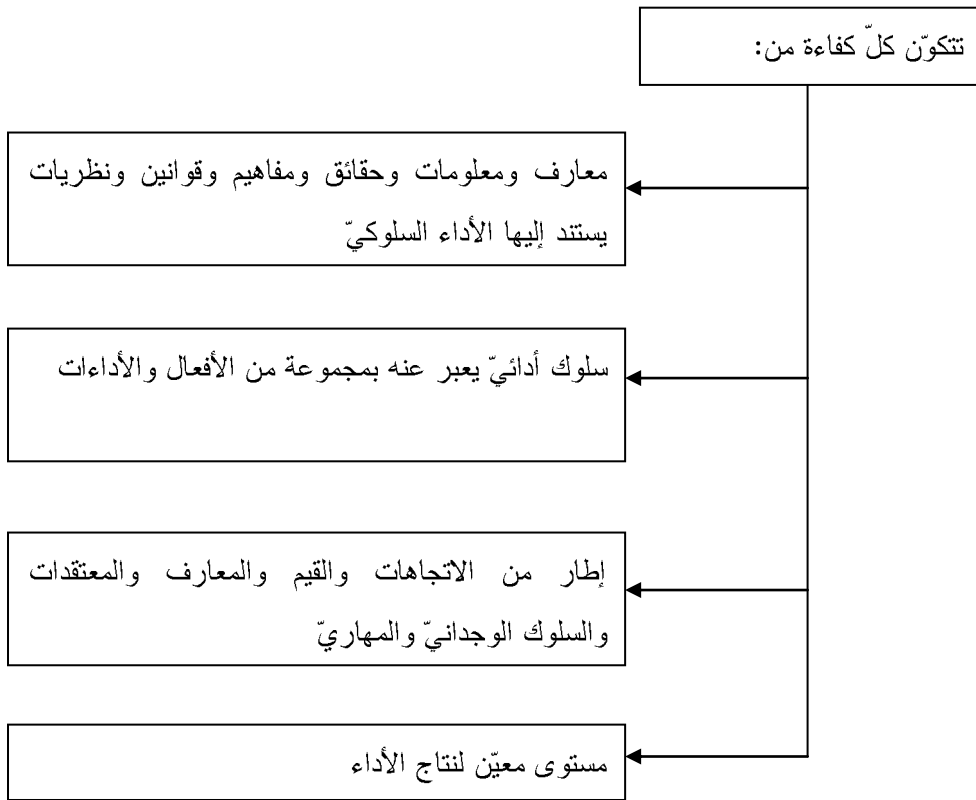 تتكوّن كلّ كفاءة من:
معارف ومعلومات وحقائق ومفاهيم وقوانين ونظريات
يستند إليها الأداء السلوكيّ
سلوك أدائيّ يعبر عنه بمجموعة من الأفعال والأداءات
إطار من الاتجاهات والقيم والمعارف والمعتقدات
والسلوك الوجدانيّ والمهاريّ
مستوى معيّن لنتاج الأداء